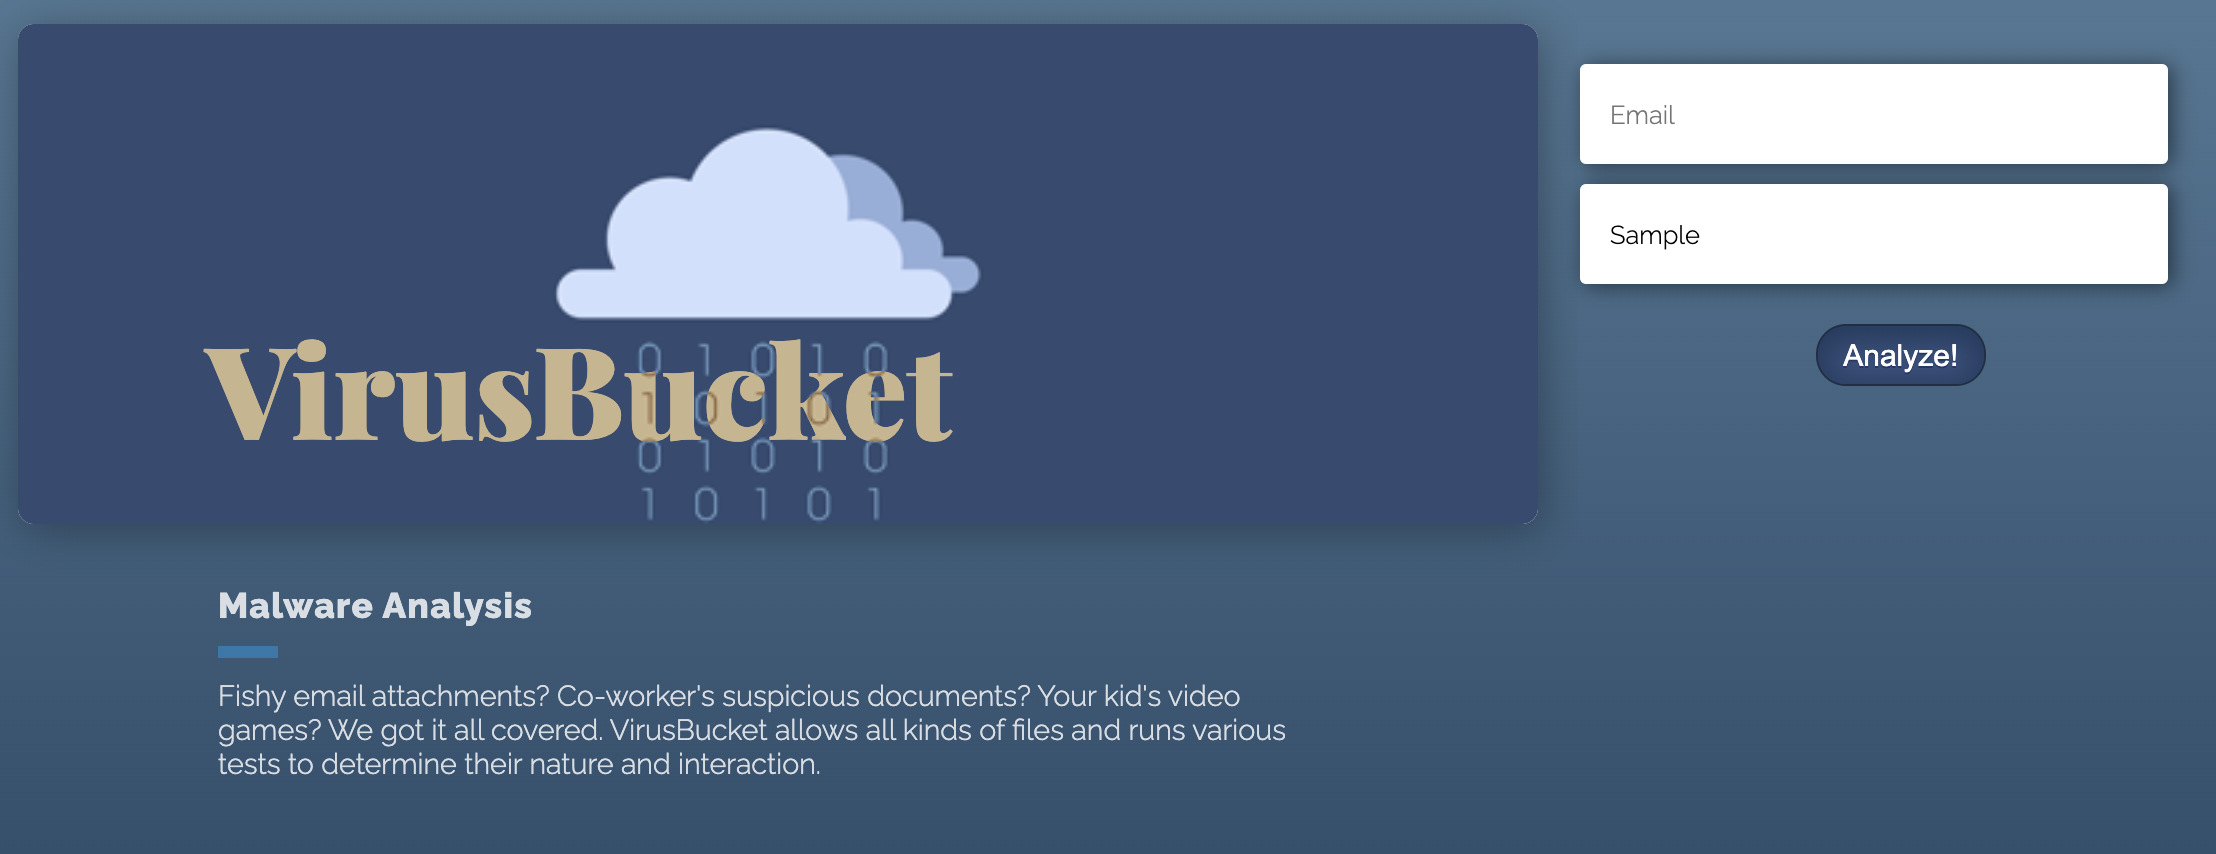 VirusBucket
0 1 0 1 0
1 0 1 0 1
0 1 0 1 0
1 0 1 0 1
Email
Sample
Analyze!
Malware Analysis
Fishy email attachments? Co-worker's suspicious documents? Your kid's video
games? We got it all covered. VirusBucket allows all kinds of files and runs various
tests to determine their nature and interaction.